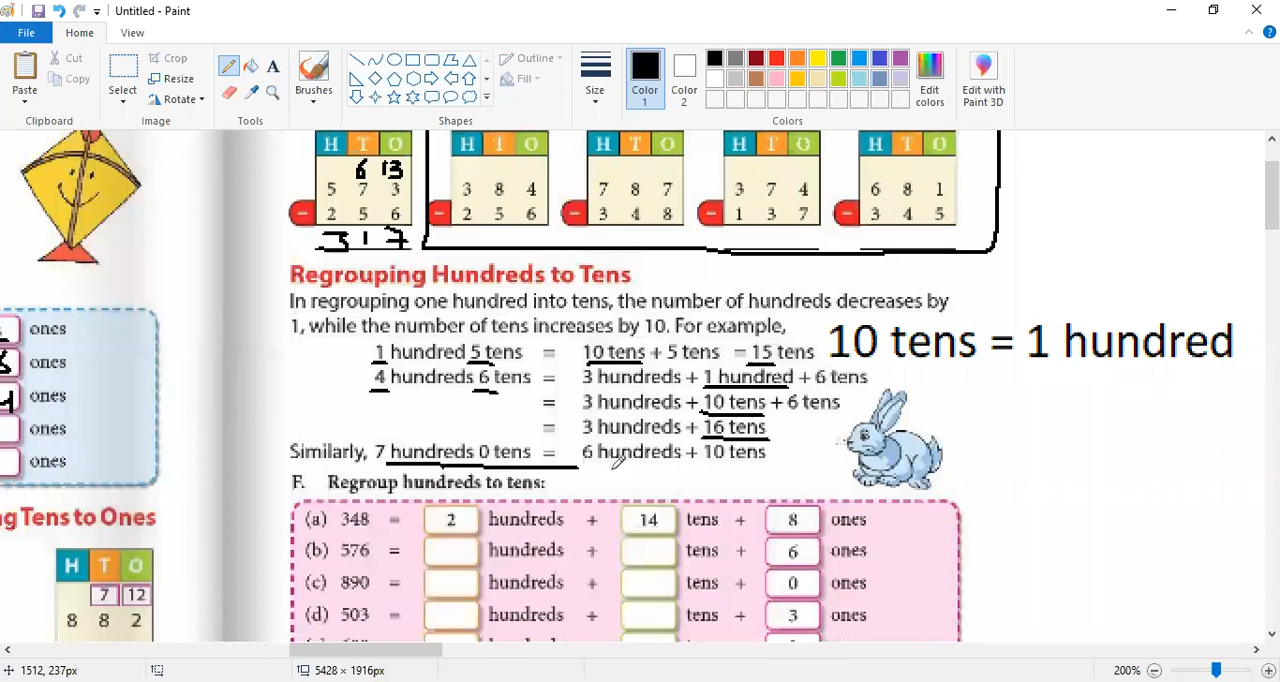 Untitled - Paint
File Home View
Paste Cut Copy Select Crop Resize Rotate Brushes Outline Fill Size Color 1 Color 2 Edit colors Edit with Paint 3D
Clipboard Image Tools Shapes Colors
H T O H T O H T O H T O H T O
6 13
5 7 3 3 8 4 7 8 7 3 7 4 6 8 1
- 2 5 6 - 2 5 6 - 3 4 8 - 1 3 7 - 3 4 5
3 1 7
Regrouping Hundreds to Tens
In regrouping one hundred into tens, the number of hundreds decreases by
1, while the number of tens increases by 10. For example,
1 hundred 5 tens = 10 tens + 5 tens = 15 tens
10 tens = 1 hundred
4 hundreds 6 tens = 3 hundreds + 1 hundred + 6 tens
= 3 hundreds + 10 tens + 6 tens
= 3 hundreds + 16 tens
Similarly, 7 hundreds 0 tens = 6 hundreds + 10 tens
F. Regroup hundreds to tens:
(a) 348 = 2 hundreds + 14 tens + 8 ones
(b) 576 = hundreds + tens + 6 ones
(c) 890 = hundreds + tens + 0 ones
(d) 503 = hundreds + tens + 3 ones
ones
ones
ones
ones
ones
ng Tens to Ones
H T O
7 12
8 8 2
1512, 237px 5428 × 1916px 200%